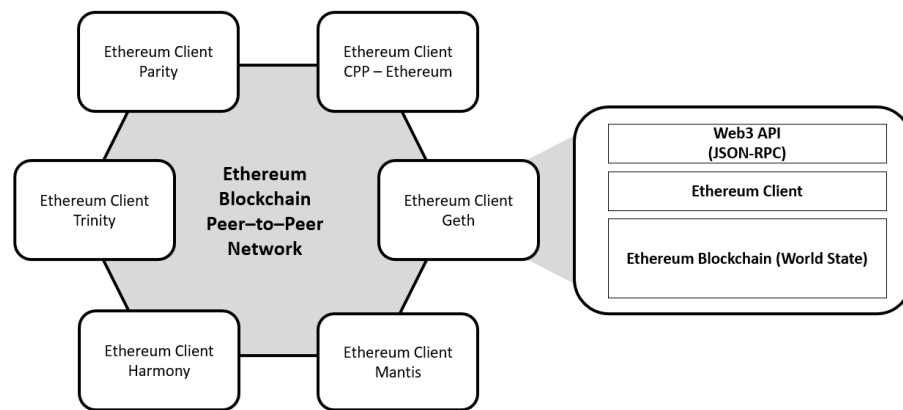 Ethereum Client
Parity
Ethereum Client
CPP – Ethereum
Ethereum Client
Trinity
Ethereum
Blockchain
Peer–to–Peer
Network
Ethereum Client
Geth
Ethereum Client
Harmony
Ethereum Client
Mantis
Web3 API
(JSON-RPC)
Ethereum Client
Ethereum Blockchain (World State)